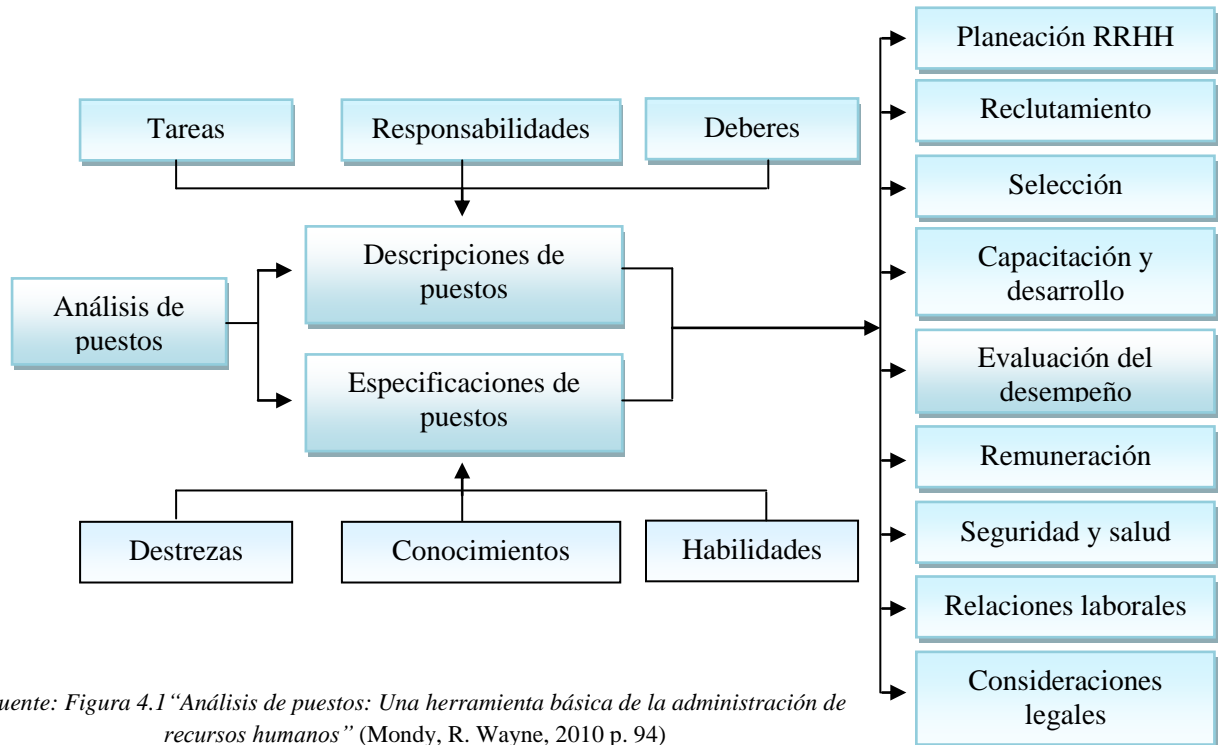 Tareas
Responsabilidades
Deberes
Descripciones de
puestos
Análisis de
puestos
Especificaciones de
puestos
Destrezas
Conocimientos
Habilidades
Planeación RRHH
Reclutamiento
Selección
Capacitación y
desarrollo
Evaluación del
desempeño
Remuneración
Seguridad y salud
Relaciones laborales
Consideraciones
legales
uente: Figura 4.1“Análisis de puestos: Una herramienta básica de la administración de
recursos humanos” (Mondy, R. Wayne, 2010 p. 94)